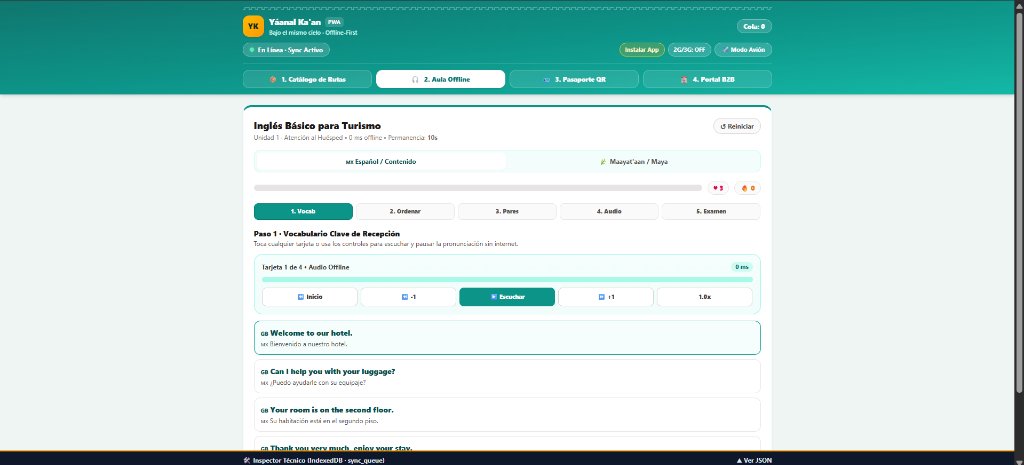 YK
Yáanal Ka'an PWA
Bajo el mismo cielo · Offline-First
Cola: 0
En Línea · Sync Activo
Instalar App
2G/3G: OFF
Modo Avión
1. Catálogo de Rutas
2. Aula Offline
3. Pasaporte QR
4. Portal B2B
Inglés Básico para Turismo
Unidad 1 · Atención al Huésped • 0 ms offline • Permanencia: 10s
↺ Reiniciar
MX Español / Contenido
Maayat'aan / Maya
3
0
1. Vocab
2. Ordenar
3. Pares
4. Audio
5. Examen
Paso 1 · Vocabulario Clave de Recepción
Toca cualquier tarjeta o usa los controles para escuchar y pausar la pronunciación sin internet.
Tarjeta 1 de 4 • Audio Offline
0 ms
Inicio
-1
Escuchar
+1
1.0x
GB Welcome to our hotel.
MX Bienvenido a nuestro hotel.
GB Can I help you with your luggage?
MX ¿Puedo ayudarle con su equipaje?
GB Your room is on the second floor.
MX Su habitación está en el segundo piso.
GB Thank you very much, enjoy your stay.
Inspector Técnico (IndexedDB · sync_queue)
▲ Ver JSON